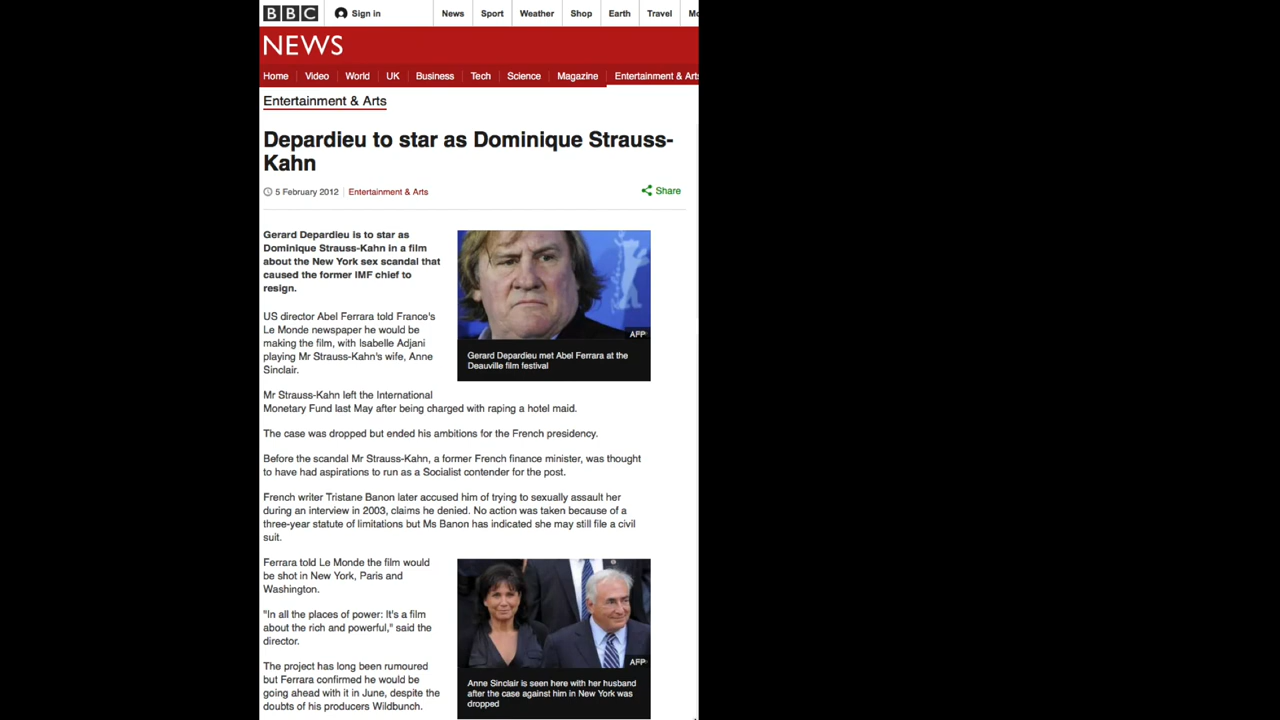 BBC Sign in News Sport Weather Shop Earth Travel
NEWS
Home Video World UK Business Tech Science Magazine Entertainment & Arts
Entertainment & Arts
Depardieu to star as Dominique Strauss-
Kahn
5 February 2012 Entertainment & Arts Share
Gerard Depardieu is to star as
Dominique Strauss-Kahn in a film
about the New York sex scandal that
caused the former IMF chief to
resign.
AFP
Gerard Depardieu met Abel Ferrara at the
Deauville film festival
US director Abel Ferrara told France's
Le Monde newspaper he would be
making the film, with Isabelle Adjani
playing Mr Strauss-Kahn's wife, Anne
Sinclair.
Mr Strauss-Kahn left the International
Monetary Fund last May after being charged with raping a hotel maid.
The case was dropped but ended his ambitions for the French presidency.
Before the scandal Mr Strauss-Kahn, a former French finance minister, was thought
to have had aspirations to run as a Socialist contender for the post.
French writer Tristane Banon later accused him of trying to sexually assault her
during an interview in 2003, claims he denied. No action was taken because of a
three-year statute of limitations but Ms Banon has indicated she may still file a civil
suit.
Ferrara told Le Monde the film would
be shot in New York, Paris and
Washington.
"In all the places of power: It's a film
about the rich and powerful," said the
director.
The project has long been rumoured
but Ferrara confirmed he would be
going ahead with it in June, despite the
doubts of his producers Wildbunch.
AFP
Anne Sinclair is seen here with her husband
after the case against him in New York was
dropped